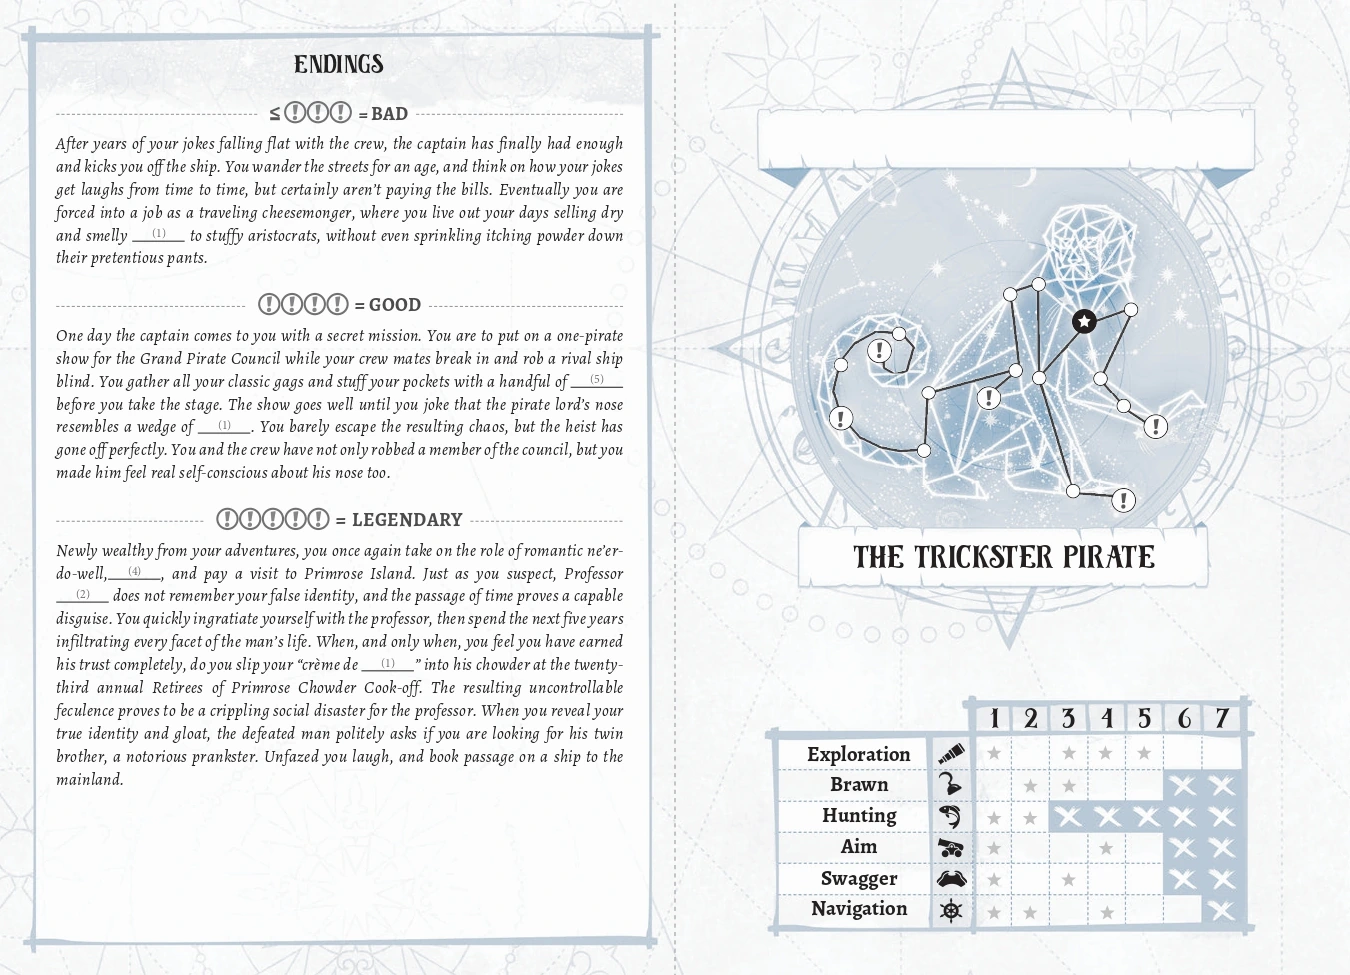 ENDINGS
≤ ! ! ! = BAD
After years of your jokes falling flat with the crew, the captain has finally had enough
and kicks you off the ship. You wander the streets for an age, and think on how your jokes
get laughs from time to time, but certainly aren't paying the bills. Eventually you are
forced into a job as a traveling cheesemonger, where you live out your days selling dry
and smelly (1) to stuffy aristocrats, without even sprinkling itching powder down
their pretentious pants.
! ! ! ! = GOOD
One day the captain comes to you with a secret mission. You are to put on a one-pirate
show for the Grand Pirate Council while your crew mates break in and rob a rival ship
blind. You gather all your classic gags and stuff your pockets with a handful of (5)
before you take the stage. The show goes well until you joke that the pirate lord's nose
resembles a wedge of (1). You barely escape the resulting chaos, but the heist has
gone off perfectly. You and the crew have not only robbed a member of the council, but you
made him feel real self-conscious about his nose too.
! ! ! ! ! = LEGENDARY
Newly wealthy from your adventures, you once again take on the role of romantic ne'er-
do-well, (4), and pay a visit to Primrose Island. Just as you suspect, Professor
(2) does not remember your false identity, and the passage of time proves a capable
disguise. You quickly ingratiate yourself with the professor, then spend the next five years
infiltrating every facet of the man's life. When, and only when, you feel you have earned
his trust completely, do you slip your "crème de (1)" into his chowder at the twenty-
third annual Retirees of Primrose Chowder Cook-off. The resulting uncontrollable
feculence proves to be a crippling social disaster for the professor. When you reveal your
true identity and gloat, the defeated man politely asks if you are looking for his twin
brother, a notorious prankster. Unfazed you laugh, and book passage on a ship to the
mainland.
!
!
!
!
!
THE TRICKSTER PIRATE
1 2 3 4 5 6 7
Exploration
Brawn
Hunting
Aim
Swagger
Navigation